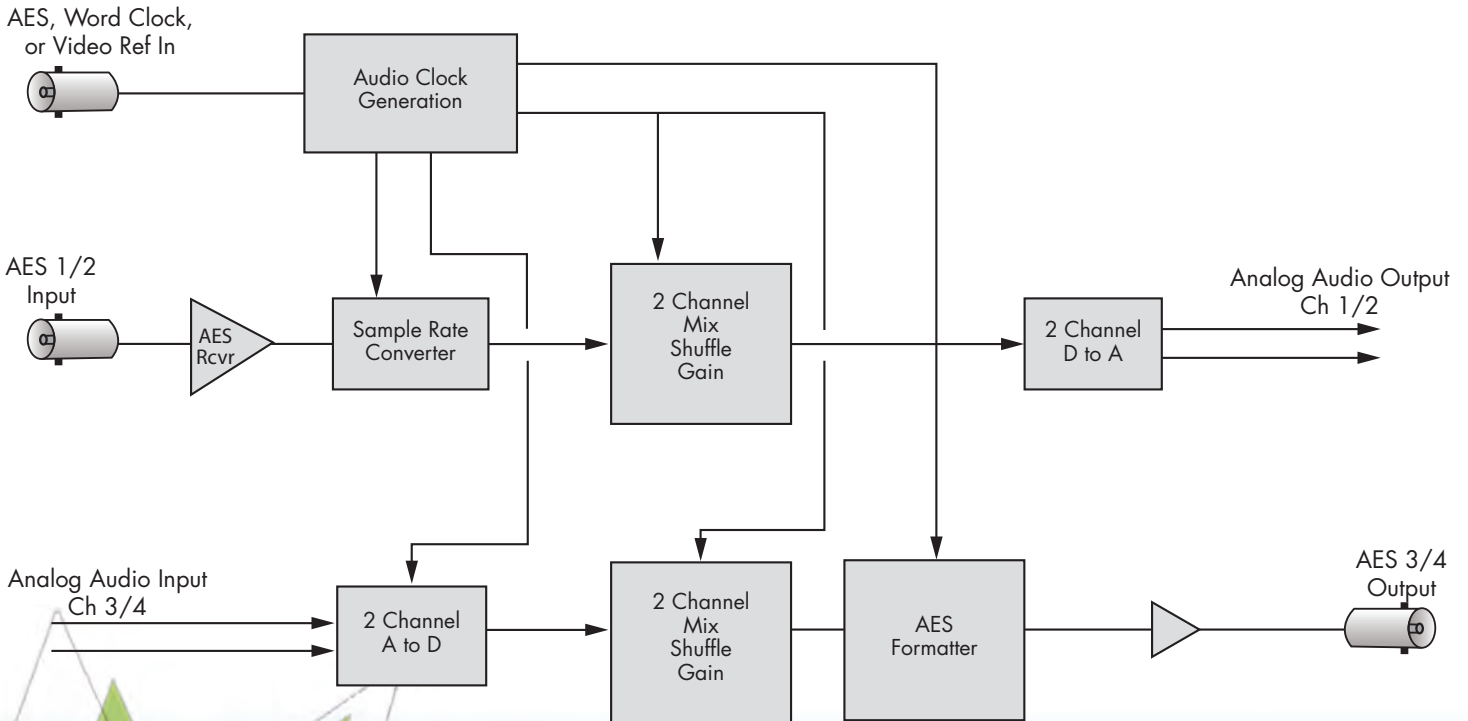 AES, Word Clock,
or Video Ref In
Audio Clock
Generation
AES 1/2
Input
AES
Rcvr
Sample Rate
Converter
2 Channel
Mix
Shuffle
Gain
2 Channel
D to A
Analog Audio Output
Ch 1/2
Analog Audio Input
Ch 3/4
2 Channel
A to D
2 Channel
Mix
Shuffle
Gain
AES
Formatter
AES 3/4
Output